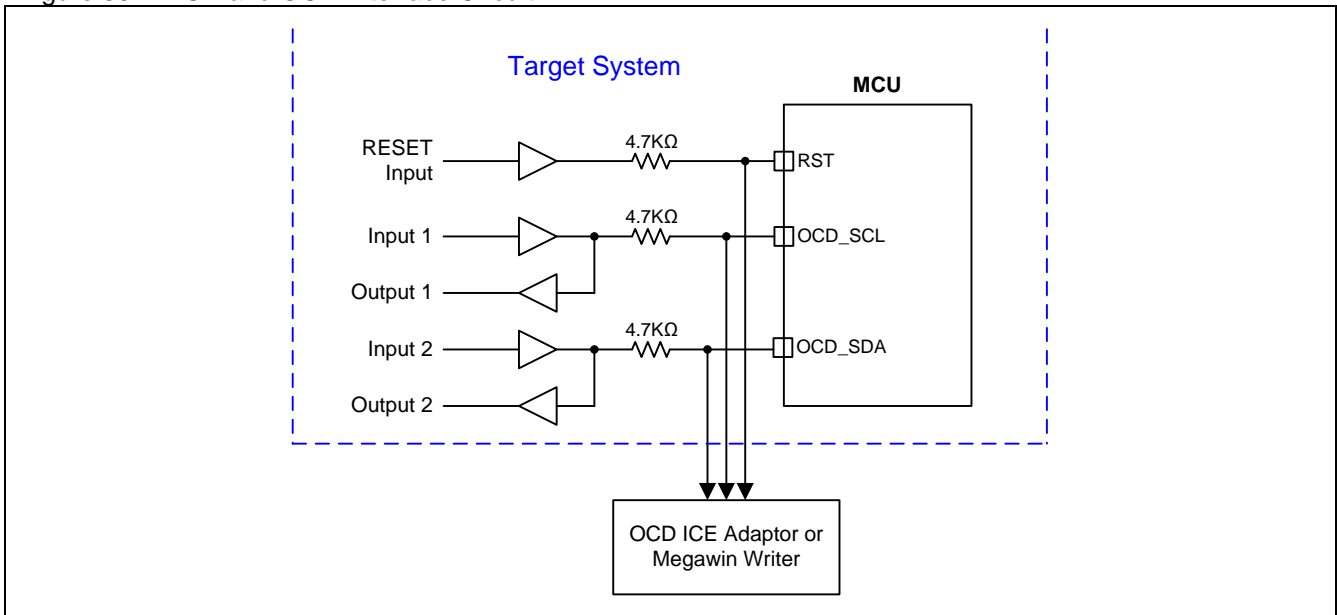 Target System
MCU
RESET
Input
4.7KΩ
RST
Input 1
4.7KΩ
OCD_SCL
Output 1
Input 2
4.7KΩ
OCD_SDA
Output 2
OCD ICE Adaptor or
Megawin Writer